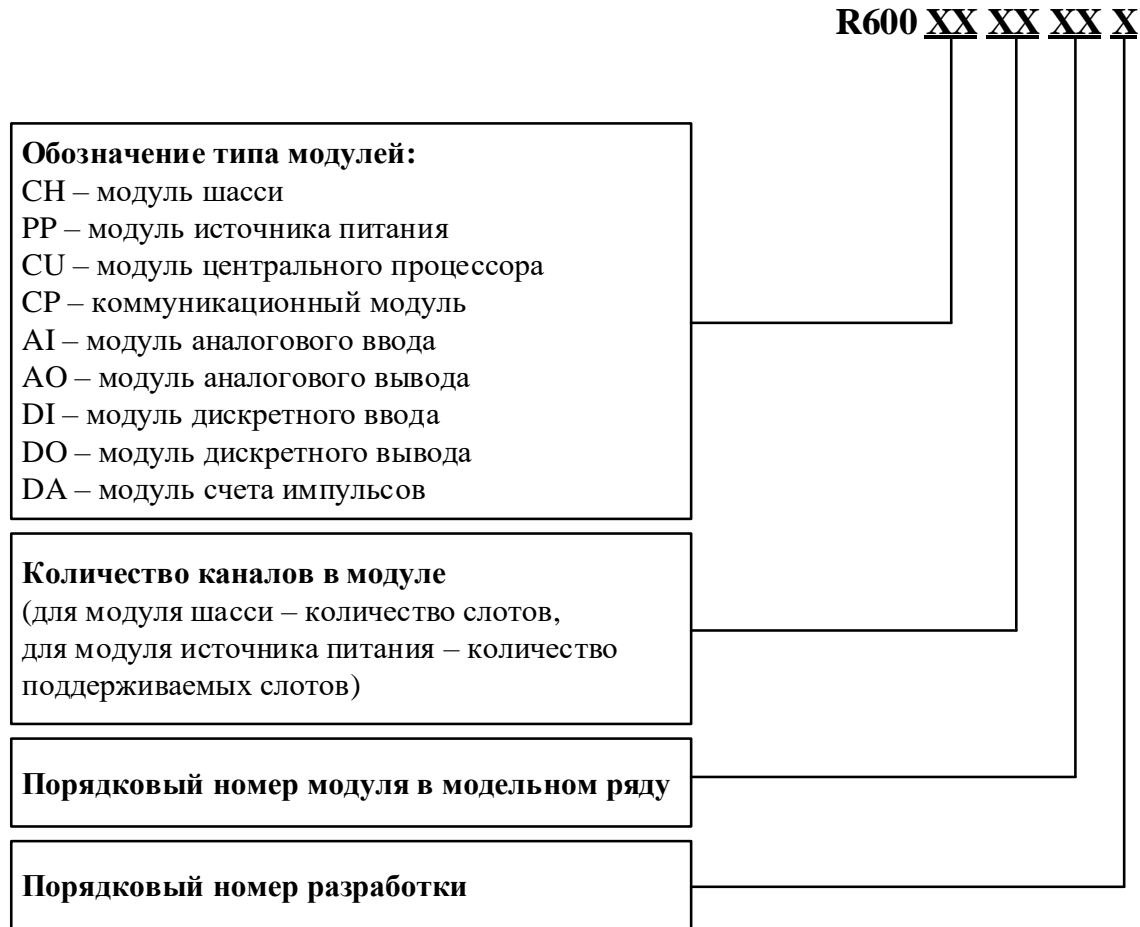 R600 XX XX XX X
Обозначение типа модулей:
CH – модуль шасси
PP – модуль источника питания
CU – модуль центрального процессора
CP – коммуникационный модуль
AI – модуль аналогового ввода
AO – модуль аналогового вывода
DI – модуль дискретного ввода
DO – модуль дискретного вывода
DA – модуль счета импульсов
Количество каналов в модуле
(для модуля шасси – количество слотов,
для модуля источника питания – количество
поддерживаемых слотов)
Порядковый номер модуля в модельном ряду
Порядковый номер разработки